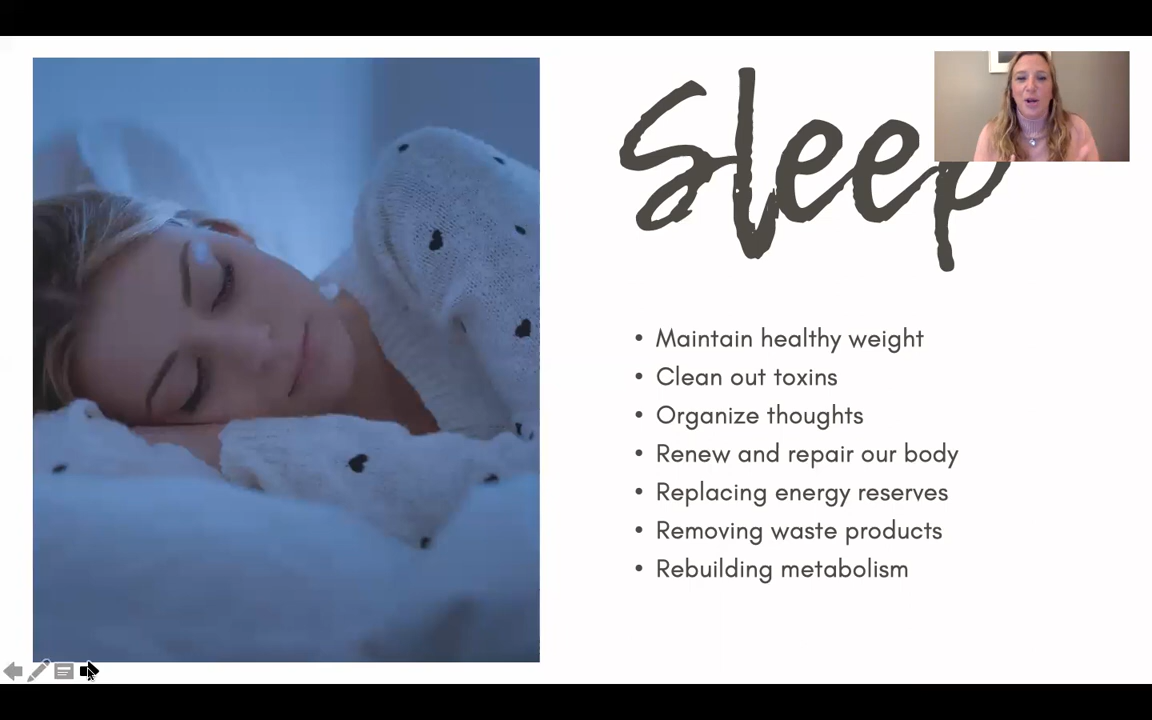 Sleep
• Maintain healthy weight
• Clean out toxins
• Organize thoughts
• Renew and repair our body
• Replacing energy reserves
• Removing waste products
• Rebuilding metabolism